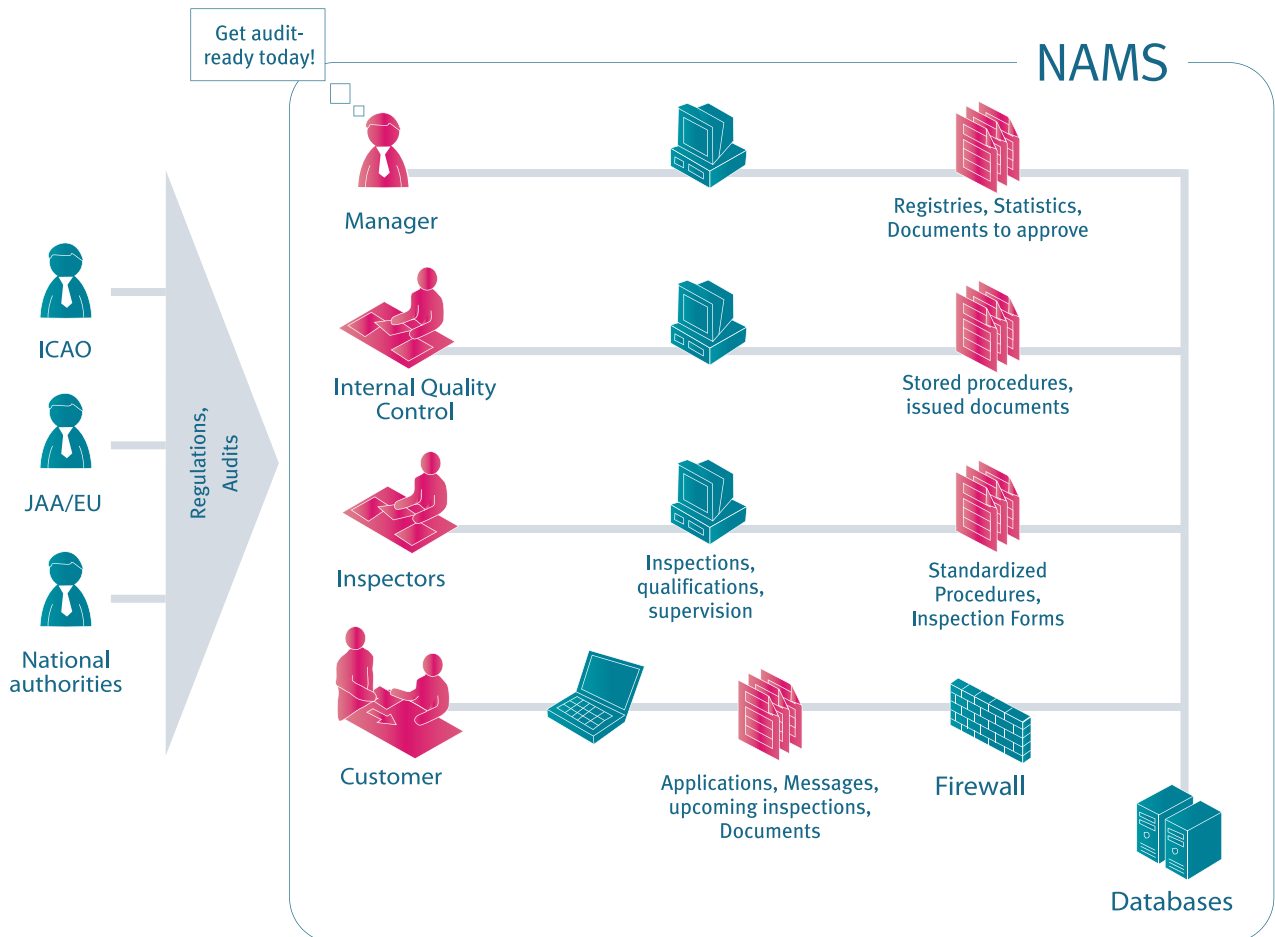 Get audit-
ready today!
NAMS
Manager
Registries, Statistics,
Documents to approve
ICAO
Internal Quality
Control
Stored procedures,
issued documents
Regulations,
Audits
JAA/EU
Inspectors
Inspections,
qualifications,
supervision
Standardized
Procedures,
Inspection Forms
National
authorities
Customer
Applications, Messages,
upcoming inspections,
Documents
Firewall
Databases